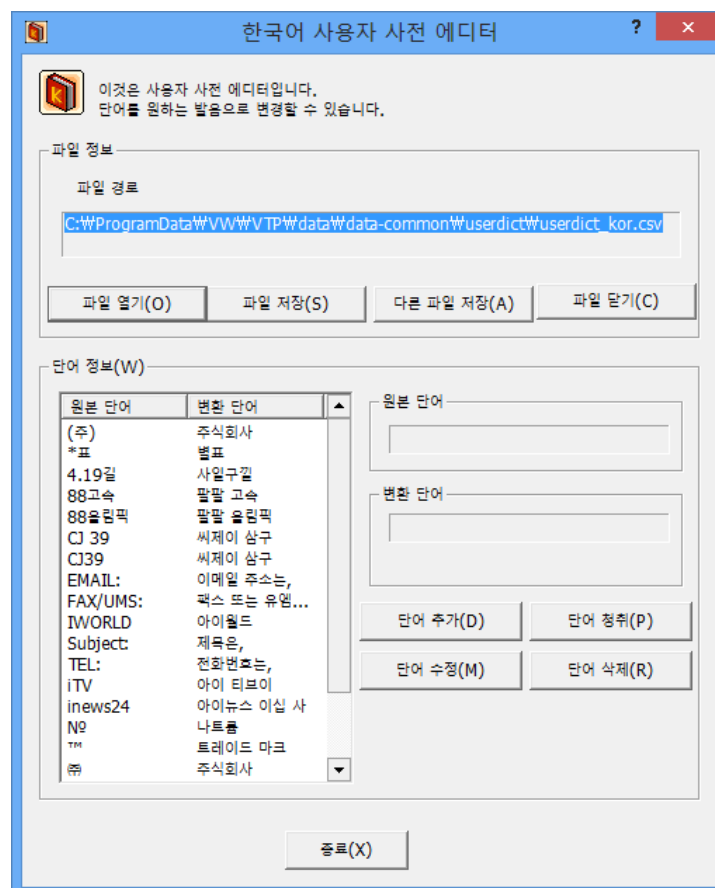 한국어 사용자 사전 에디터
? ×
이것은 사용자 사전 에디터입니다.
단어를 원하는 발음으로 변경할 수 있습니다.
파일 정보
파일 경로
C:₩ProgramData₩VW₩VTP₩data₩data-common₩userdict₩userdict_kor.csv
파일 열기(O) 파일 저장(S) 다른 파일 저장(A) 파일 닫기(C)
단어 정보(W)
원본 단어 변환 단어
(주) 주식회사
*표 별표
4.19길 사일구낄
88고속 팔팔 고속
88올림픽 팔팔 올림픽
CJ 39 씨제이 삼구
CJ39 씨제이 삼구
EMAIL: 이메일 주소는,
FAX/UMS: 팩스 또는 유엠...
IWORLD 아이월드
Subject: 제목은,
TEL: 전화번호는,
iTV 아이 티브이
inews24 아이뉴스 이십 사
№ 나트륨
™ 트레이드 마크
㈜ 주식회사
원본 단어
변환 단어
단어 추가(D) 단어 청취(P)
단어 수정(M) 단어 삭제(R)
종료(X)